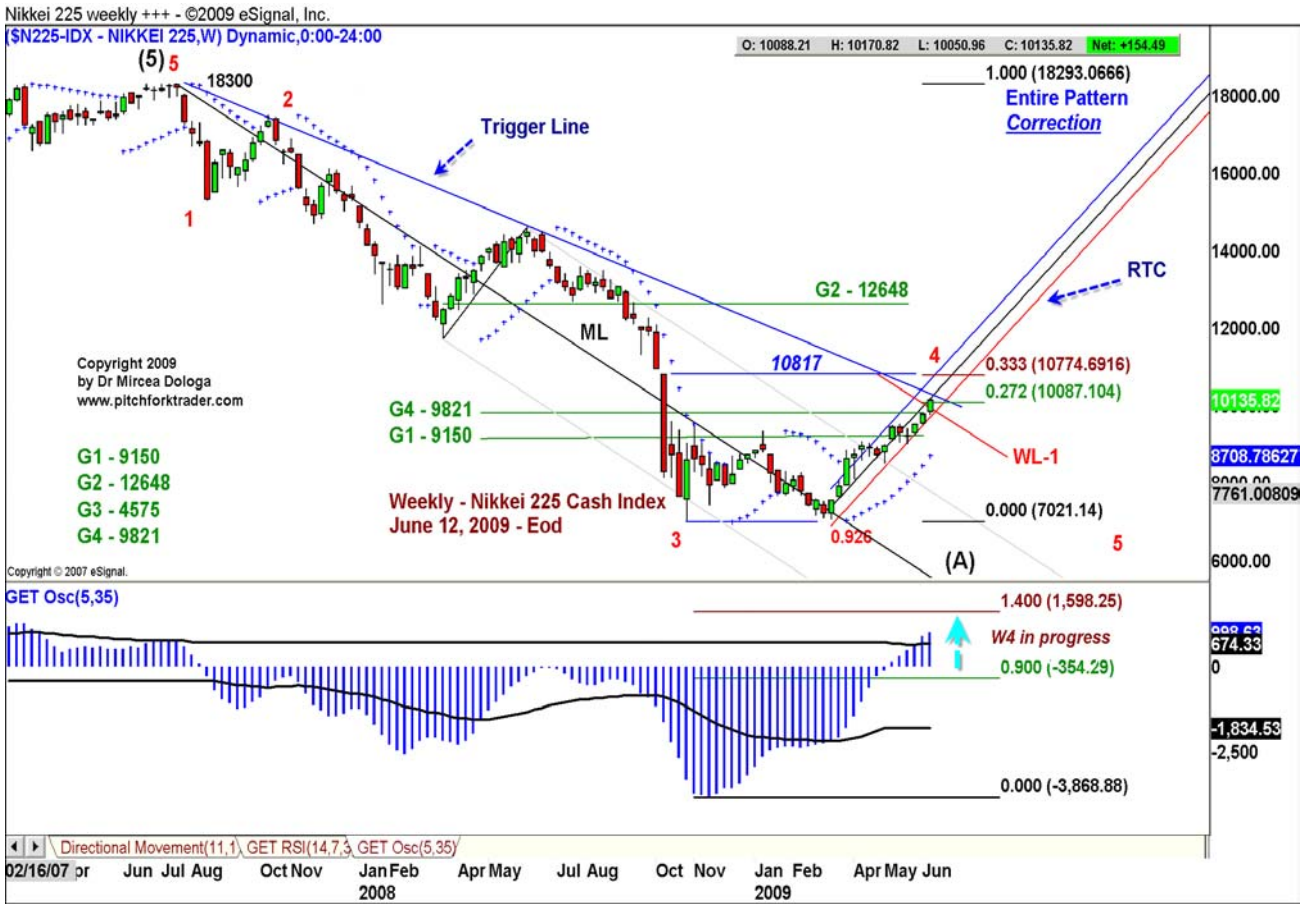 Nikkei 225 weekly +++ - ©2009 eSignal, Inc.
($N225-IDX - NIKKEI 225,W) Dynamic,0:00-24:00
O: 10088.21 H: 10170.82 L: 10050.96 C: 10135.82 Net: +154.49
(5) 5
18300
1.000 (18293.0666)
Entire Pattern
Correction
18000.00
2
Trigger Line
16000.00
1
14000.00
RTC
G2 - 12648
ML
12000.00
Copyright 2009
by Dr Mircea Dologa
www.pitchforktrader.com
10817
4
0.333 (10774.6916)
0.272 (10087.104)
10135.82
G4 - 9821
G1 - 9150
WL-1
8708.78627
8000.00
7761.00809
G1 - 9150
G2 - 12648
G3 - 4575
G4 - 9821
Weekly - Nikkei 225 Cash Index
June 12, 2009 - Eod
0.000 (7021.14)
3
0.926
5
(A)
6000.00
Copyright © 2007 eSignal.
GET Osc(5,35)
1.400 (1,598.25)
W4 in progress
998.63
674.33
0
0.900 (-354.29)
-1,834.53
-2,500
0.000 (-3,868.88)
Directional Movement(11,1 GET RSI(14,7,3 GET Osc(5,35)
02/16/07 pr Jun Jul Aug Oct Nov Jan Feb Apr May Jul Aug Oct Nov Jan Feb Apr May Jun
2008 2009